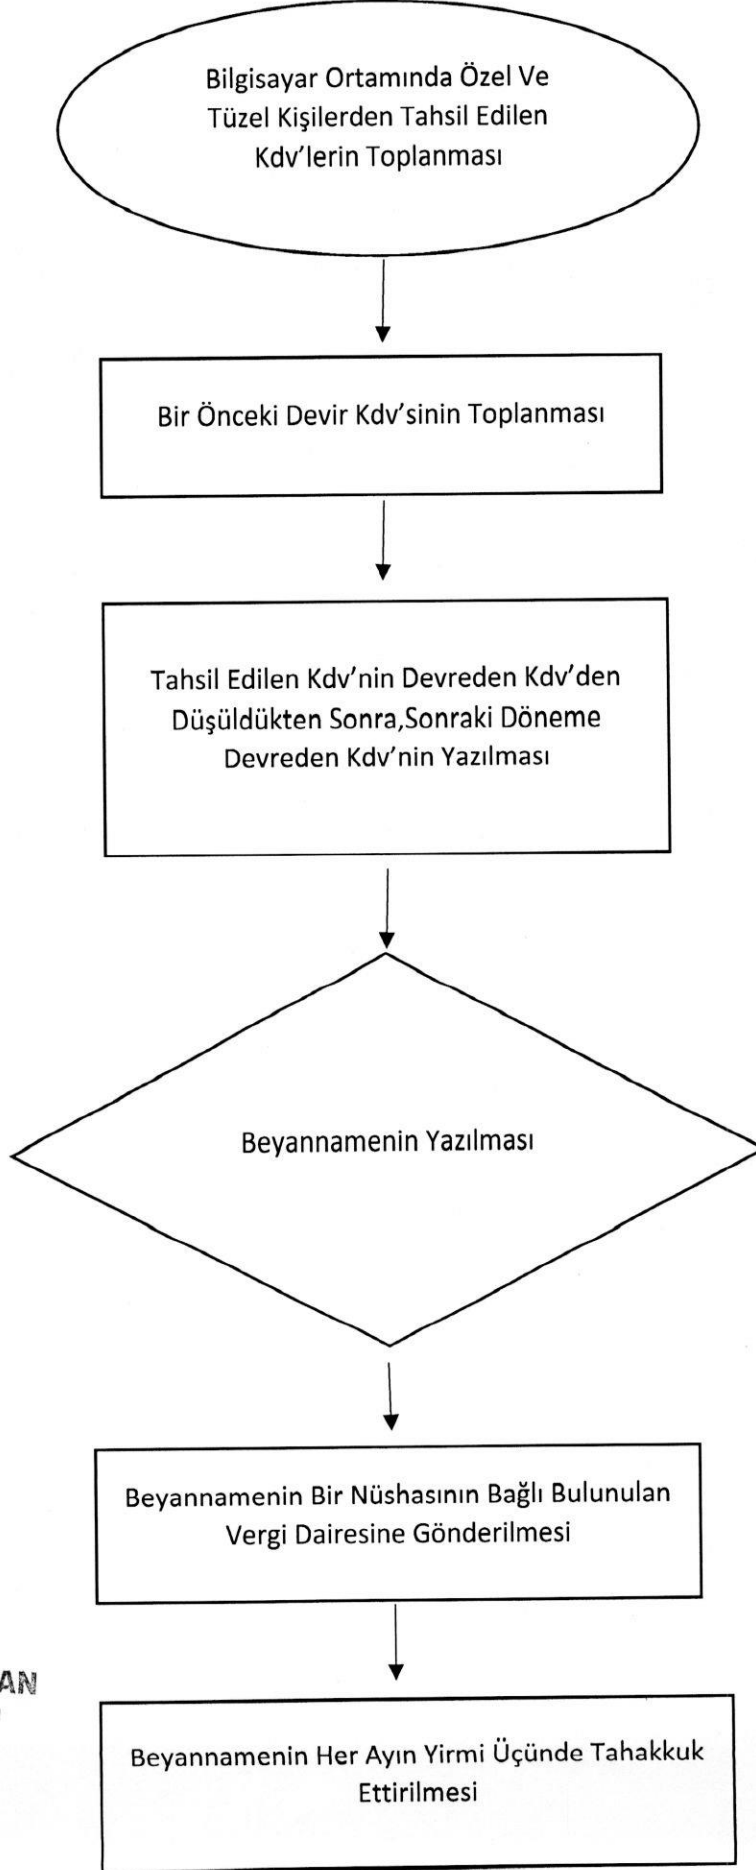 Bilgisayar Ortamında Özel Ve
Tüzel Kişilerden Tahsil Edilen
Kdv'lerin Toplanması
Bir Önceki Devir Kdv'sinin Toplanması
Tahsil Edilen Kdv'nin Devreden Kdv'den
Düşüldükten Sonra,Sonraki Döneme
Devreden Kdv'nin Yazılması
Beyannamenin Yazılması
Beyannamenin Bir Nüshasının Bağlı Bulunulan
Vergi Dairesine Gönderilmesi
Beyannamenin Her Ayın Yirmi Üçünde Tahakkuk
Ettirilmesi